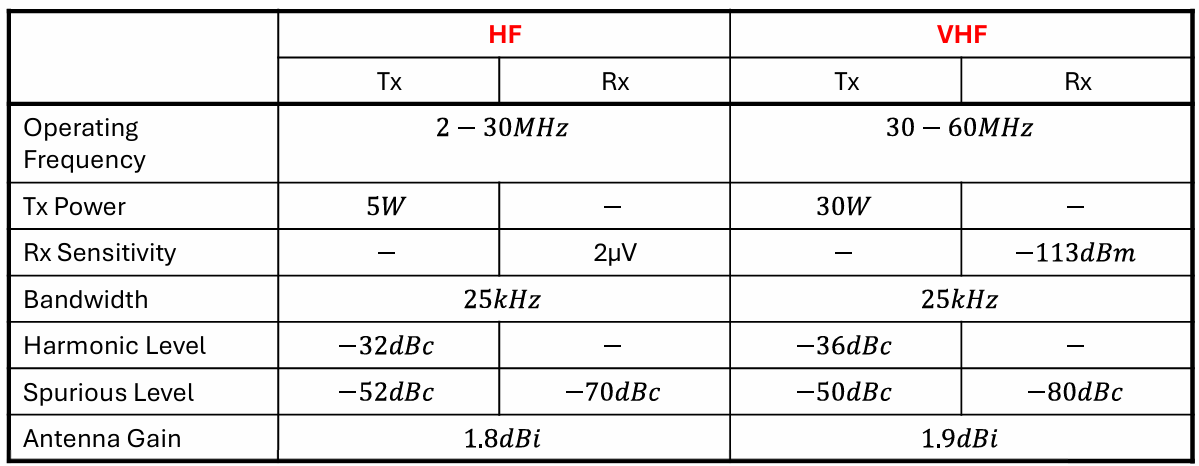 HF VHF
Tx Rx Tx Rx
Operating Frequency 2 − 30MHz 30 − 60MHz
Tx Power 5W − 30W −
Rx Sensitivity − 2µV − −113dBm
Bandwidth 25kHz 25kHz
Harmonic Level −32dBc − −36dBc −
Spurious Level −52dBc −70dBc −50dBc −80dBc
Antenna Gain 1.8dBi 1.9dBi